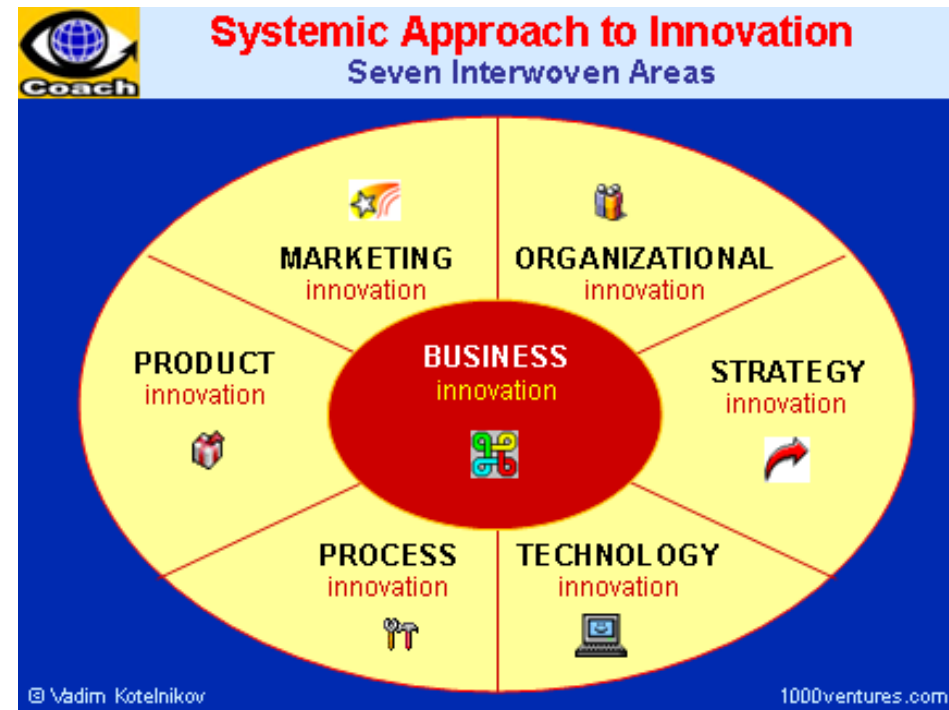 Coach
Systemic Approach to Innovation
Seven Interwoven Areas
MARKETING
innovation
ORGANIZATIONAL
innovation
PRODUCT
innovation
BUSINESS
innovation
STRATEGY
innovation
PROCESS
innovation
TECHNOLOGY
innovation
© Vadim Kotelnikov
1000ventures.com